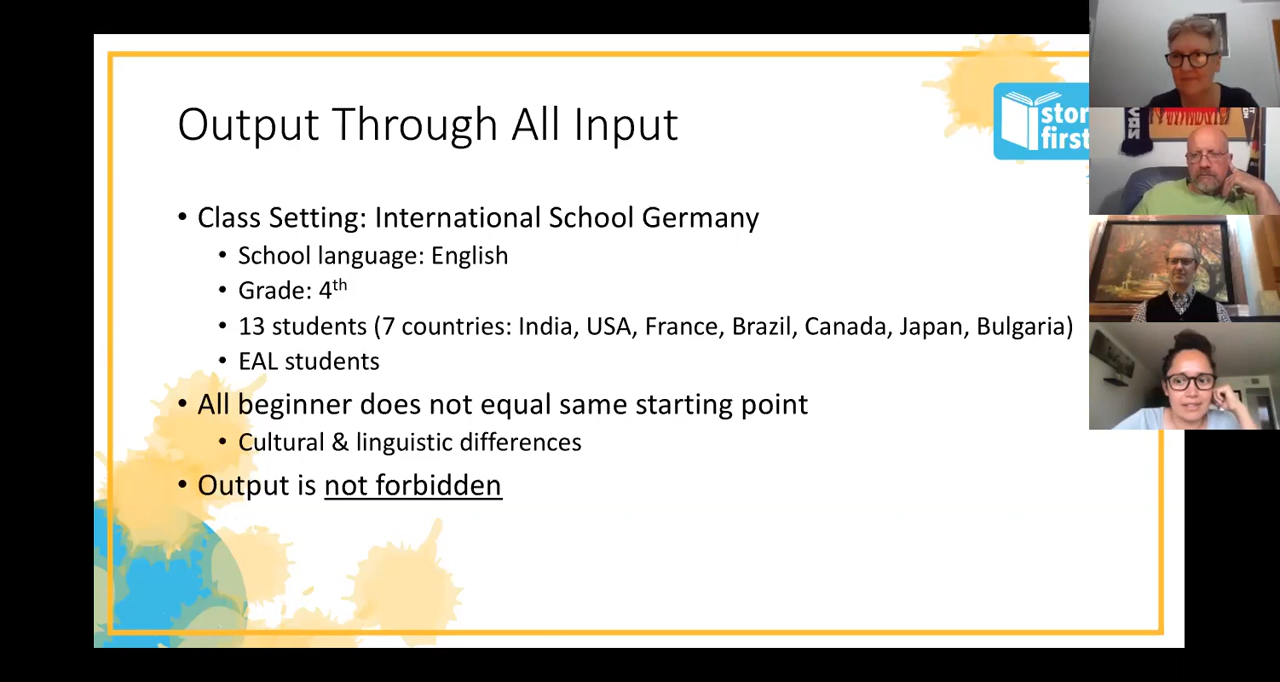 Output Through All Input
stor
first
• Class Setting: International School Germany
• School language: English
• Grade: 4th
• 13 students (7 countries: India, USA, France, Brazil, Canada, Japan, Bulgaria)
• EAL students
• All beginner does not equal same starting point
• Cultural & linguistic differences
• Output is not forbidden